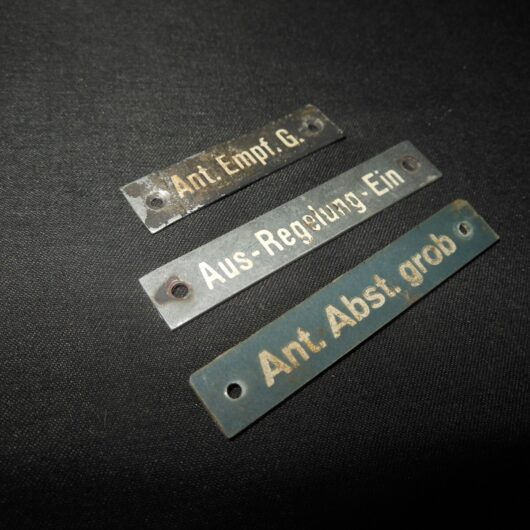 Ant. Empf. G.
Aus-Regelung-Ein
Ant. Abst. grob